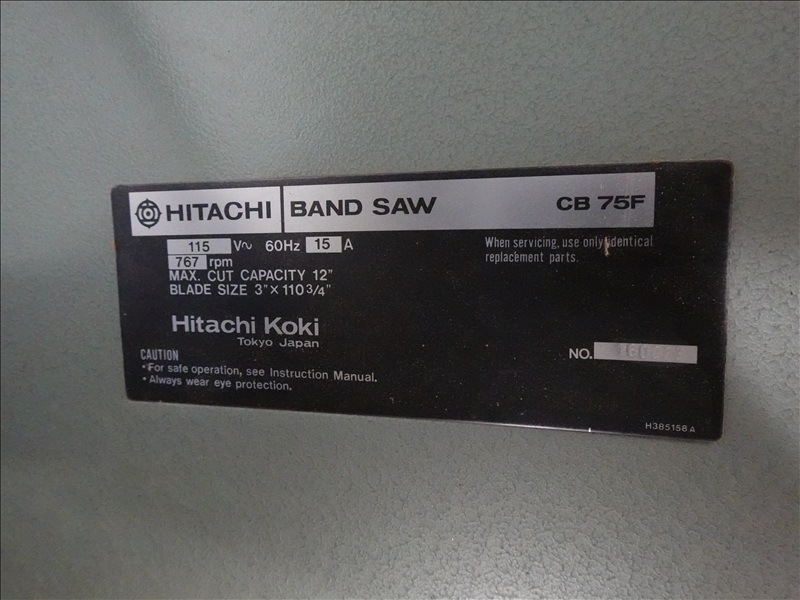 HITACHI BAND SAW CB 75F
115 V~ 60Hz 15 A
767 rpm
MAX. CUT CAPACITY 12"
BLADE SIZE 3" × 110 3/4"
When servicing, use only identical
replacement parts.
Hitachi Koki
Tokyo Japan
NO.
CAUTION
• For safe operation, see Instruction Manual.
• Always wear eye protection.
H385158 A